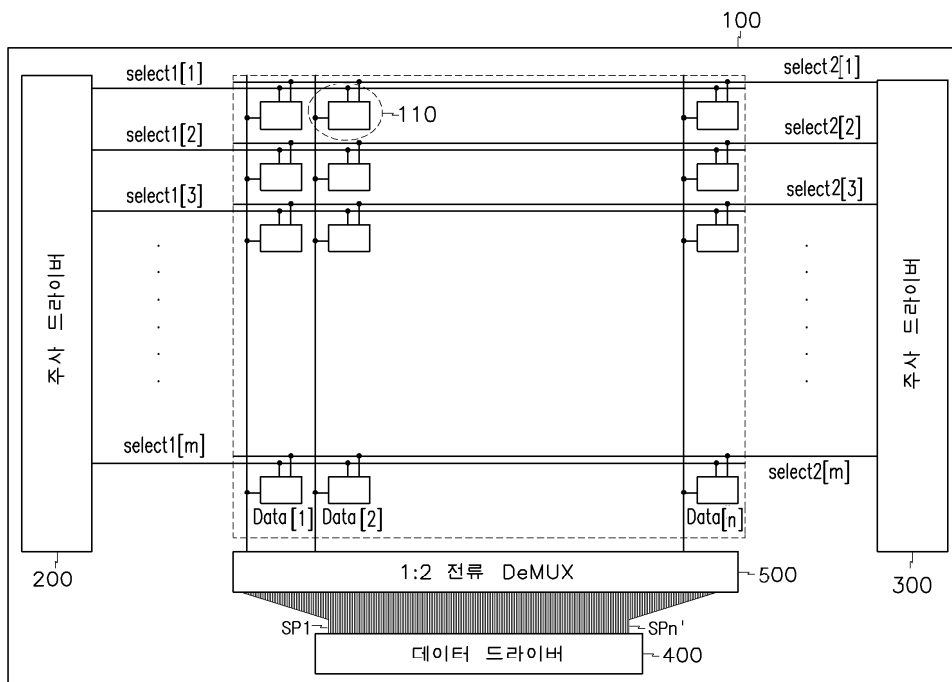 100
select1[1]
select2[1]
110
select1[2]
select2[2]
select1[3]
select2[3]
주사 드라이버
주사 드라이버
select1[m]
select2[m]
Data[1]
Data[2]
Data[n]
200
1:2 전류 DeMUX
500
300
SP1
SPn'
데이터 드라이버
400